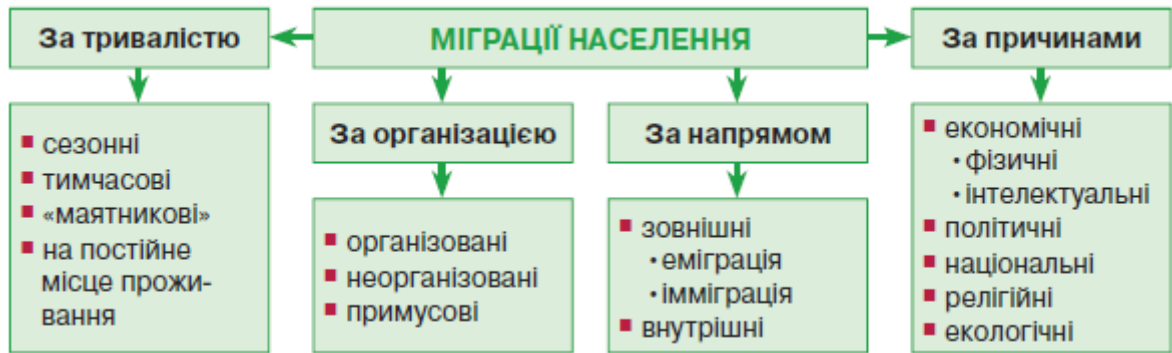 За тривалістю
МІГРАЦІЇ НАСЕЛЕННЯ
За причинами
сезонні
тимчасові
«маятникові»
на постійне
місце прожи-
вання
За організацією
організовані
неорганізовані
примусові
За напрямом
зовнішні
• еміграція
• імміграція
внутрішні
економічні
• фізичні
• інтелектуальні
політичні
національні
релігійні
екологічні